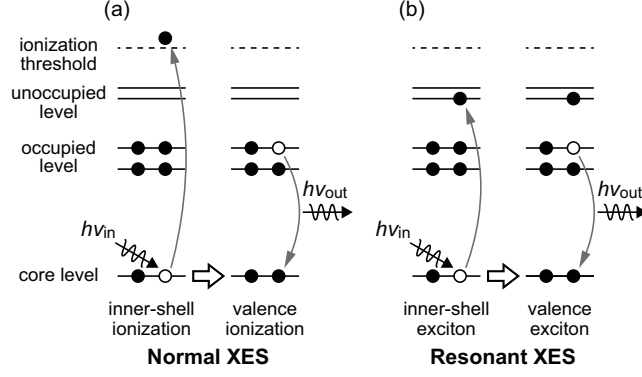 (a)
(b)
ionization
threshold
unoccupied
level
occupied
level
core level
hνin
hνout
hνin
hνout
inner-shell
ionization
valence
ionization
inner-shell
exciton
valence
exciton
Normal XES
Resonant XES